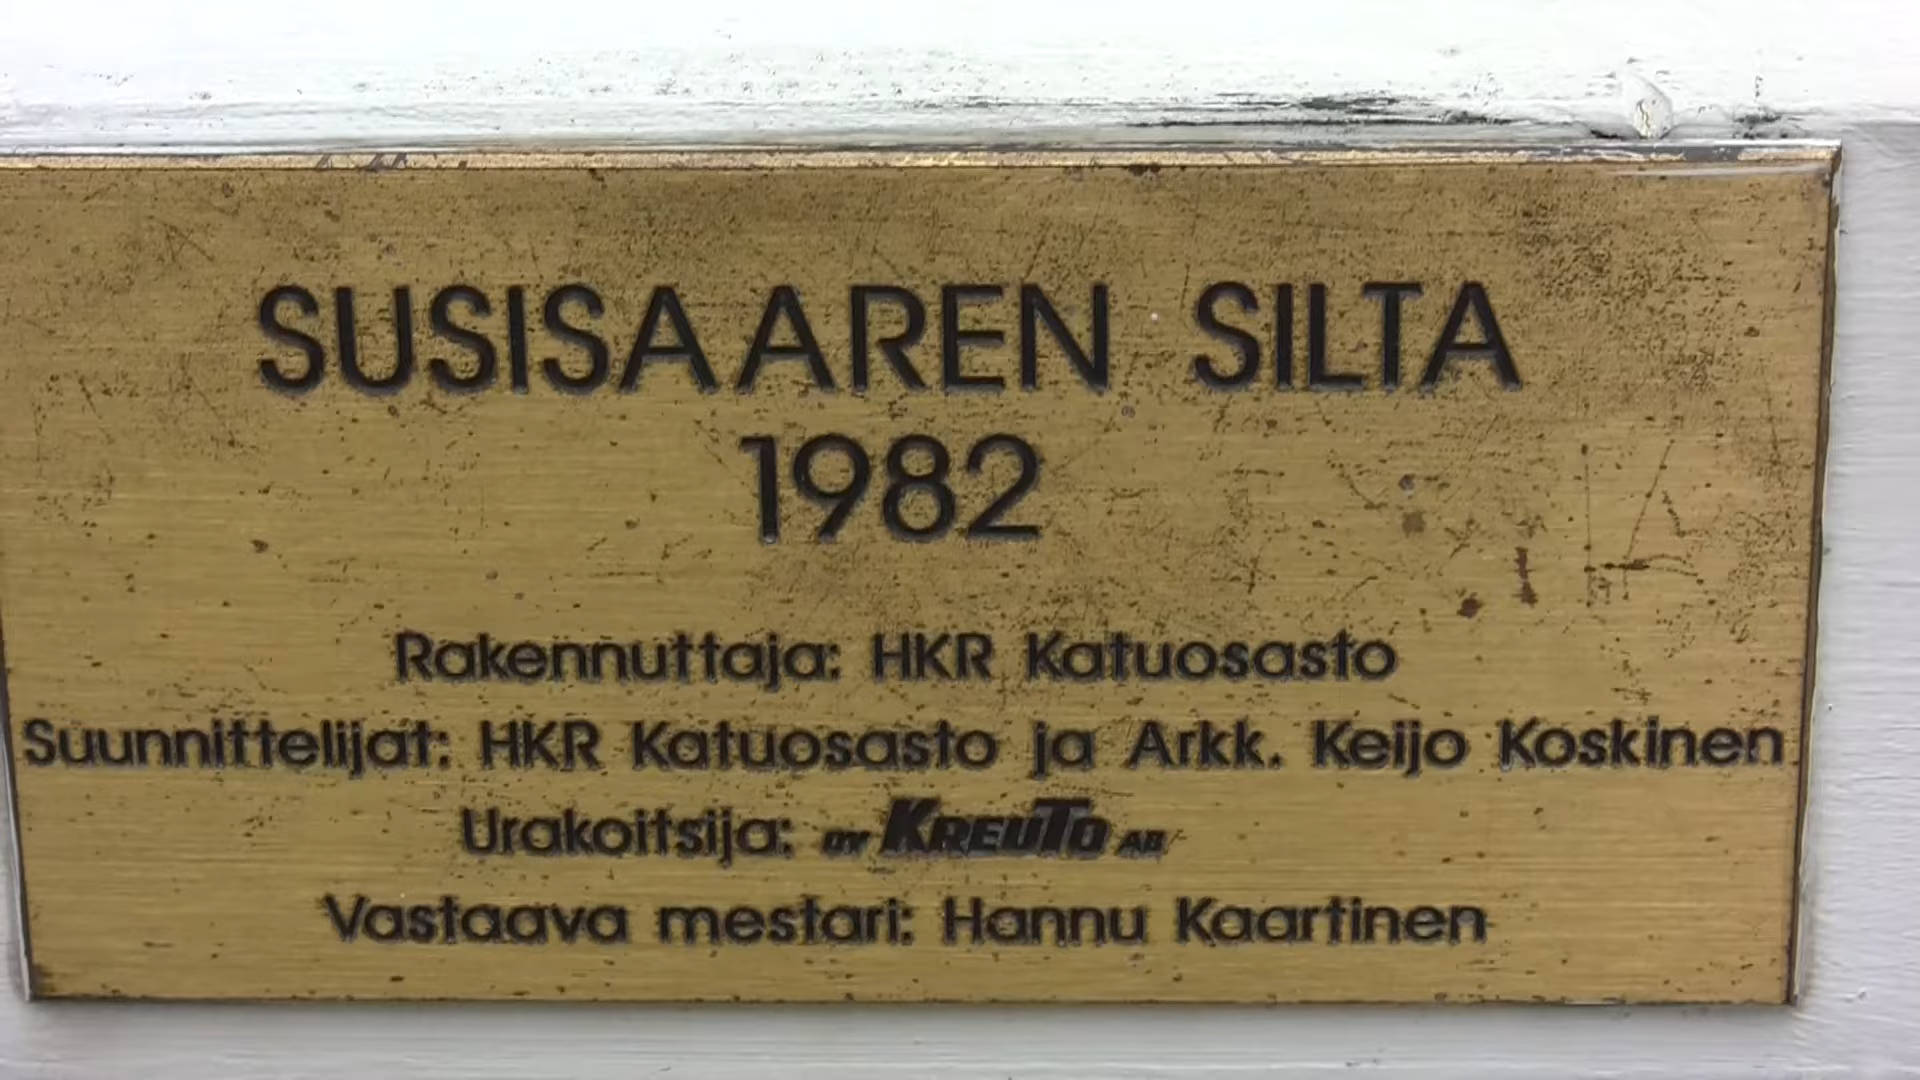 SUSISAAREN SILTA
1982
Rakennuttaja: HKR Katuosasto
Suunnittelijat: HKR Katuosasto ja Arkk. Keijo Koskinen
Urakoitsija: OY KREUTO AB
Vastaava mestari: Hannu Kaartinen